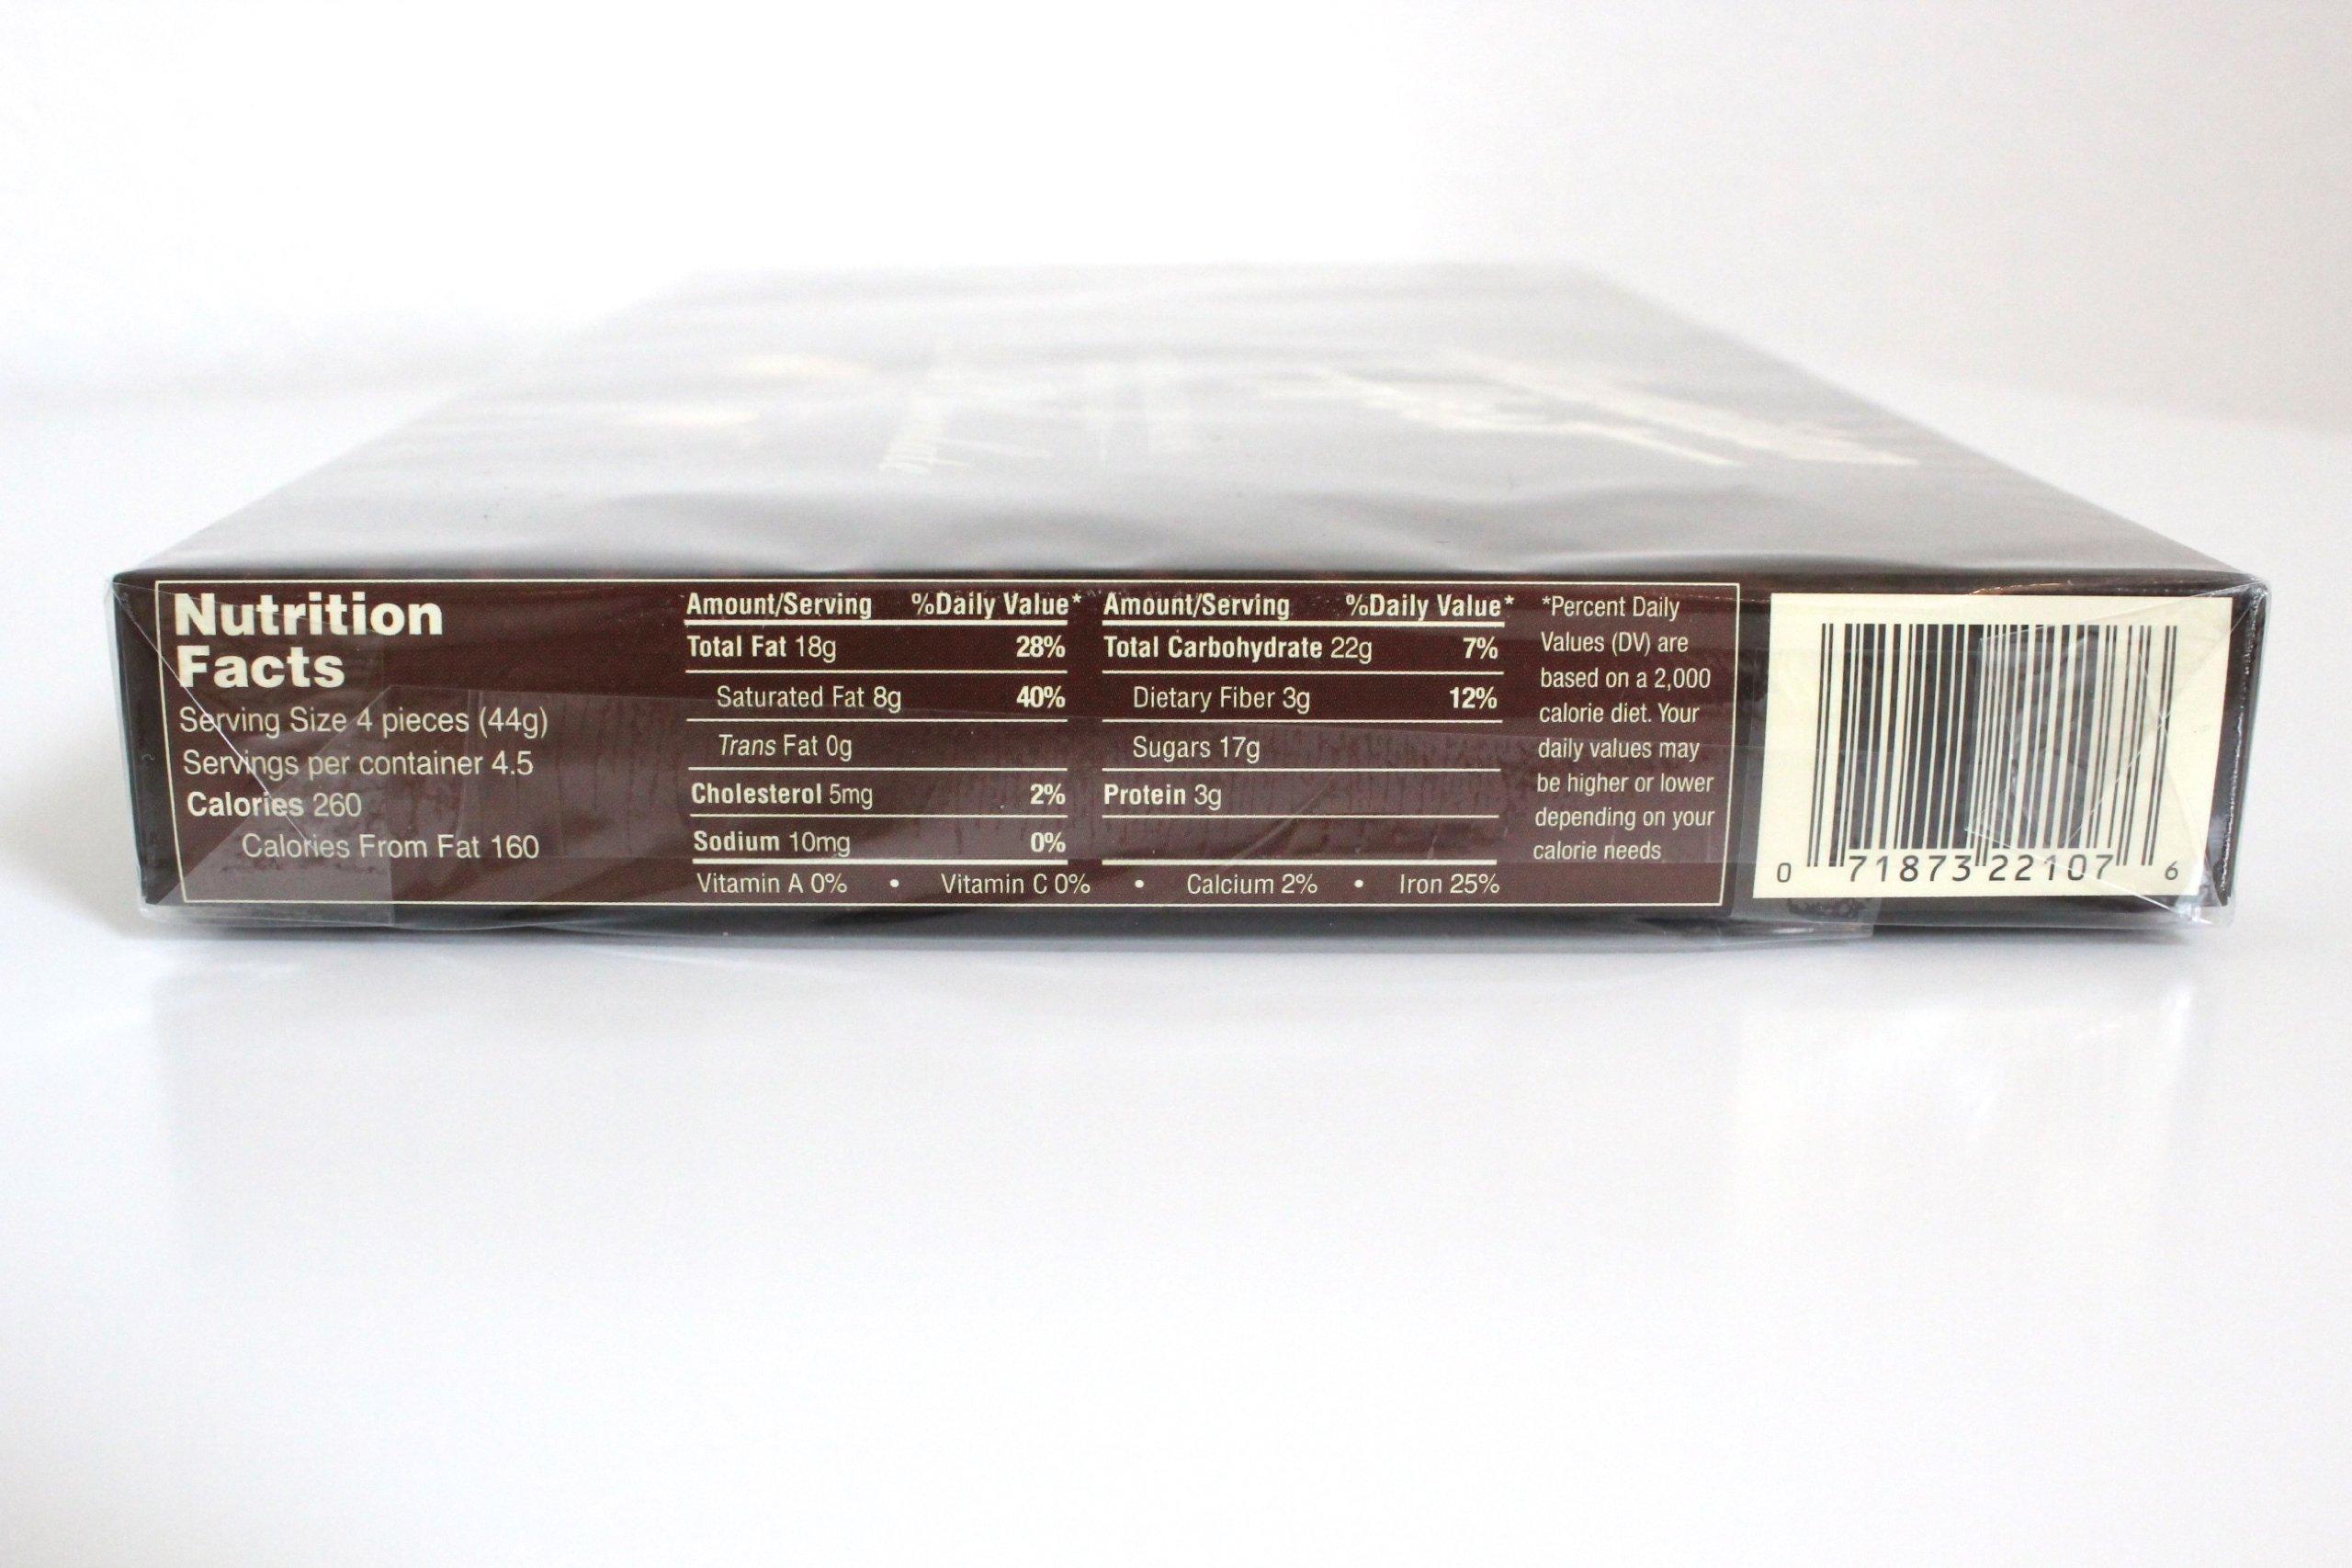 Nutrition
Facts
Serving Size 4 pieces (44g)
Servings per container 4.5
Calories 260
Calories From Fat 160
Amount/Serving %Daily Value*
Total Fat 18g 28%
Saturated Fat 8g 40%
Trans Fat 0g
Cholesterol 5mg 2%
Sodium 10mg 0%
Amount/Serving %Daily Value*
Total Carbohydrate 22g 7%
Dietary Fiber 3g 12%
Sugars 17g
Protein 3g
Vitamin A 0% • Vitamin C 0% • Calcium 2% • Iron 25%
*Percent Daily
Values (DV) are
based on a 2,000
calorie diet. Your
daily values may
be higher or lower
depending on your
calorie needs
0 71873 22107 6